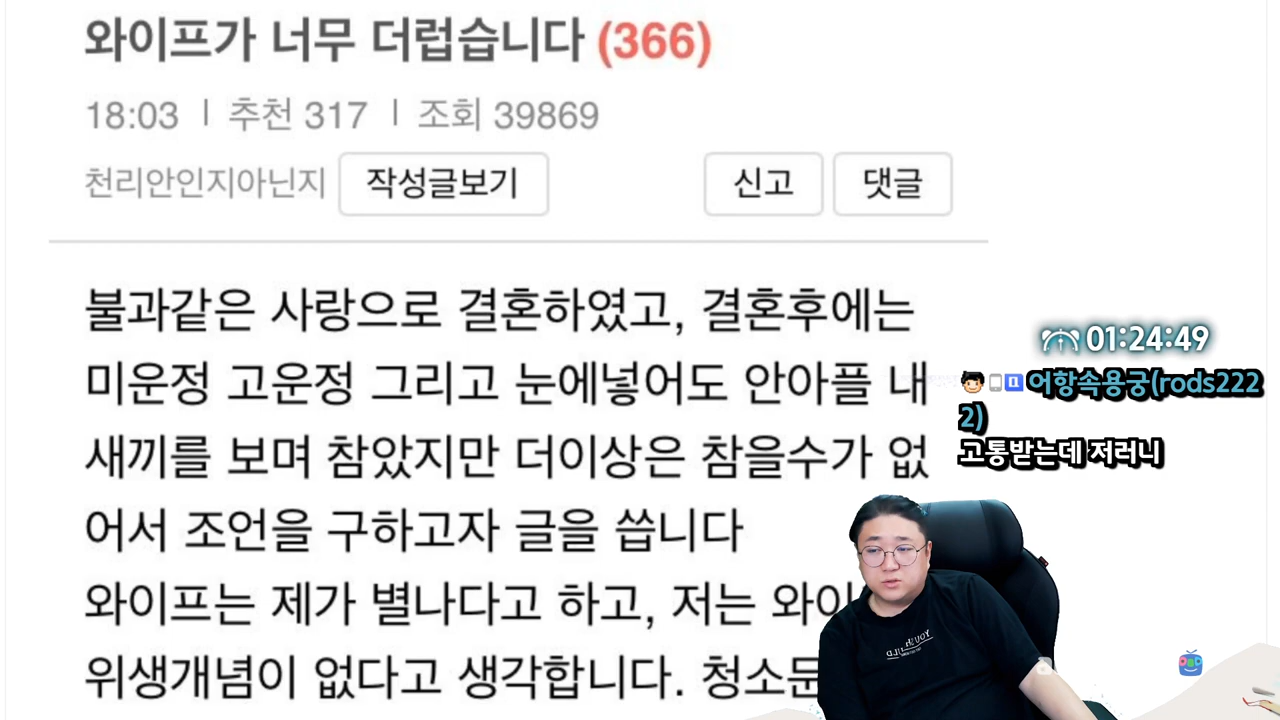 와이프가 너무 더럽습니다 (366)
18:03 | 추천 317 | 조회 39869
천리안인지아닌지 작성글보기 신고 댓글
불과같은 사랑으로 결혼하였고, 결혼후에는
미운정 고운정 그리고 눈에넣어도 안아플 내
새끼를 보며 참았지만 더이상은 참을수가 없
어서 조언을 구하고자 글을 씁니다
와이프는 제가 별나다고 하고, 저는 와이
위생개념이 없다고 생각합니다. 청소
01:24:49
어항속용궁(rods222
2)
고통받는데 저러니